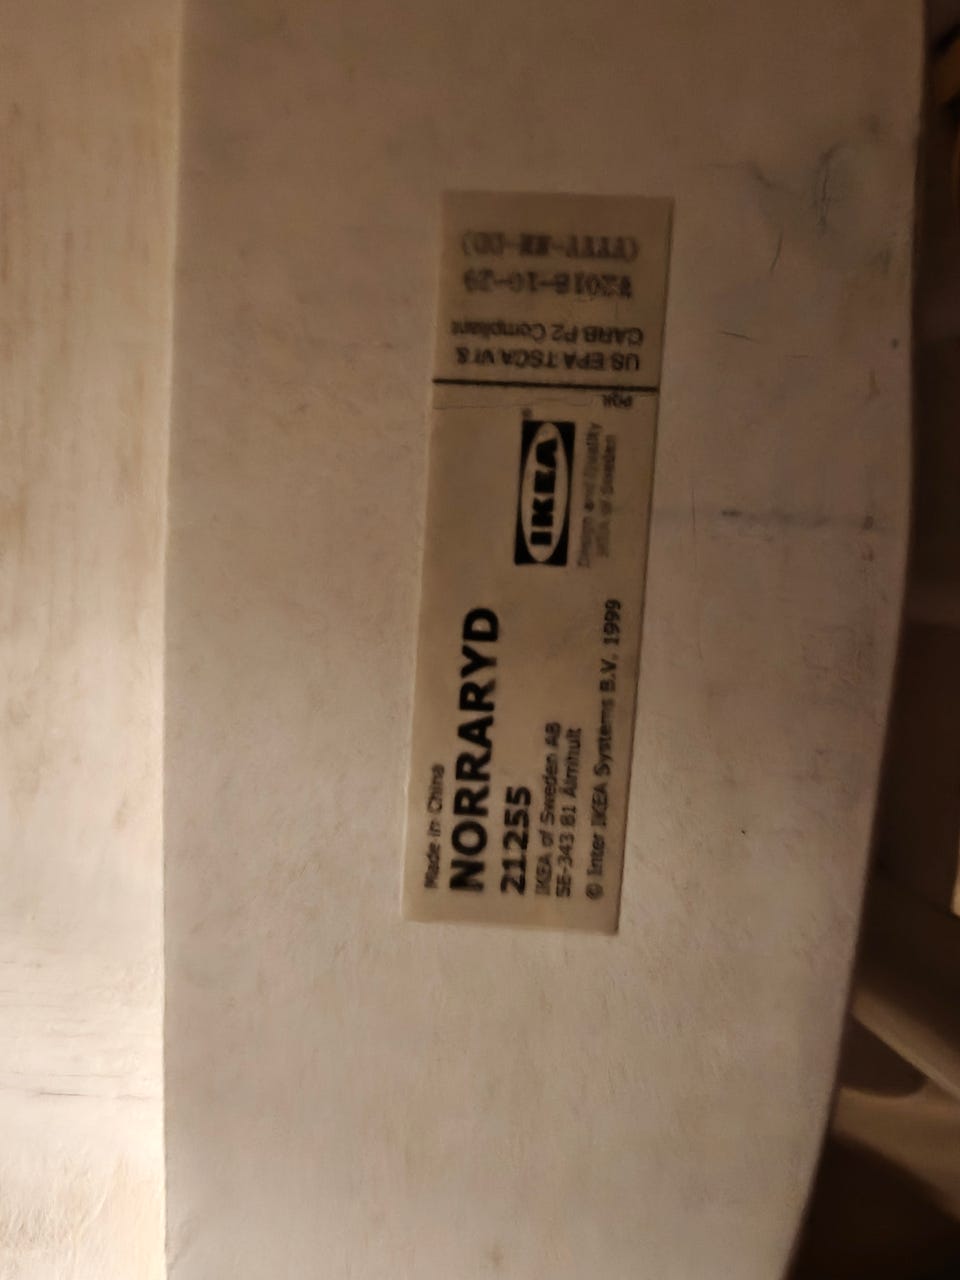 Made in China
NORRARYD
21255
IKEA of Sweden AB
SE-343 81 Älmhult
© Inter IKEA Systems B.V. 1999
IKEA®
Design and Quality
IKEA of Sweden
US EPA TSCA VI &
CARB P2 Compliant
#2018-10-29
(YYYY-MM-DD)